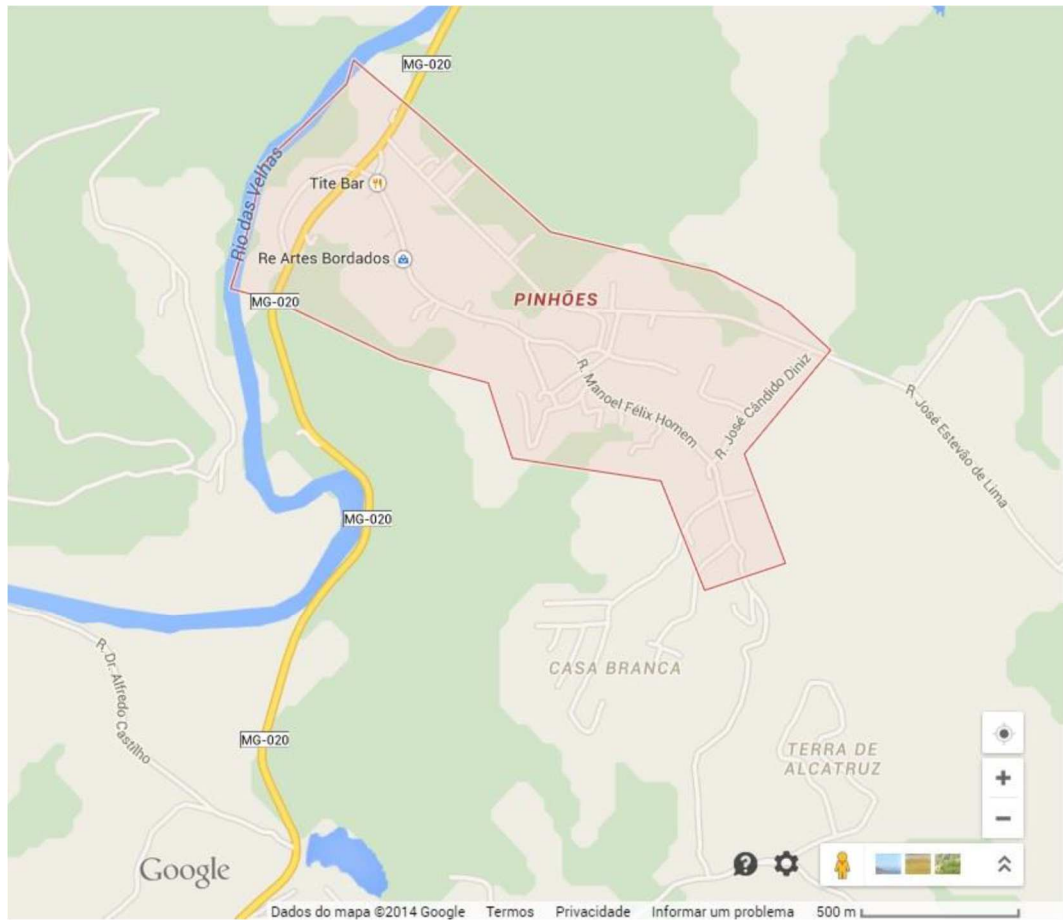 MG-020
Rio das Velhas
Tite Bar
Re Artes Bordados
MG-020
PINHÕES
R. José Cândido Diniz
R. Manoel Félix Homem
R. José Estevão de Lima
MG-020
CASA BRANCA
R. Dr. Alfredo Castilho
MG-020
TERRA DE
ALCATRUZ
Google
Dados do mapa ©2014 Google Termos Privacidade Informar um problema 500 m